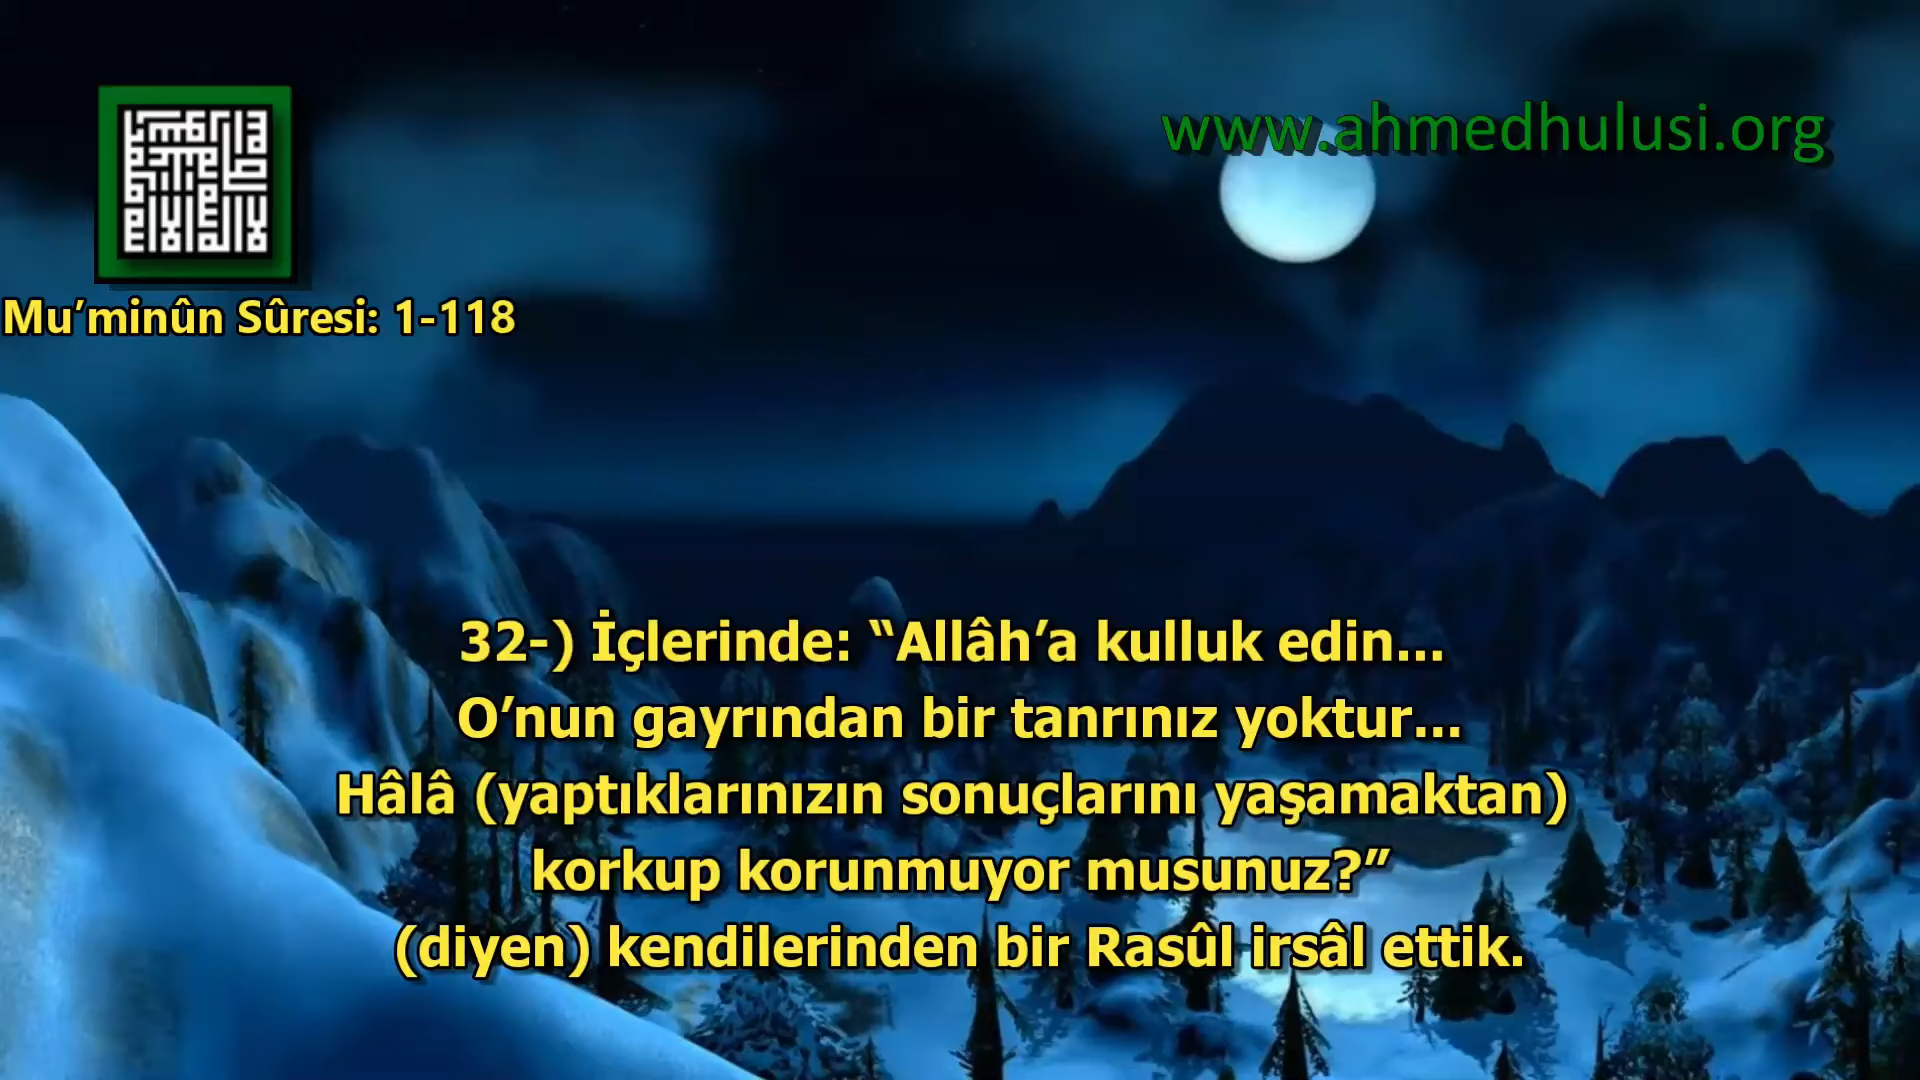 www.ahmedhulusi.org
Mu’minûn Sûresi: 1-118
32-) İçlerinde: “Allâh’a kulluk edin...
O’nun gayrından bir tanrınız yoktur...
Hâlâ (yaptıklarınızın sonuçlarını yaşamaktan)
korkup korunmuyor musunuz?”
(diyen) kendilerinden bir Rasûl irsâl ettik.